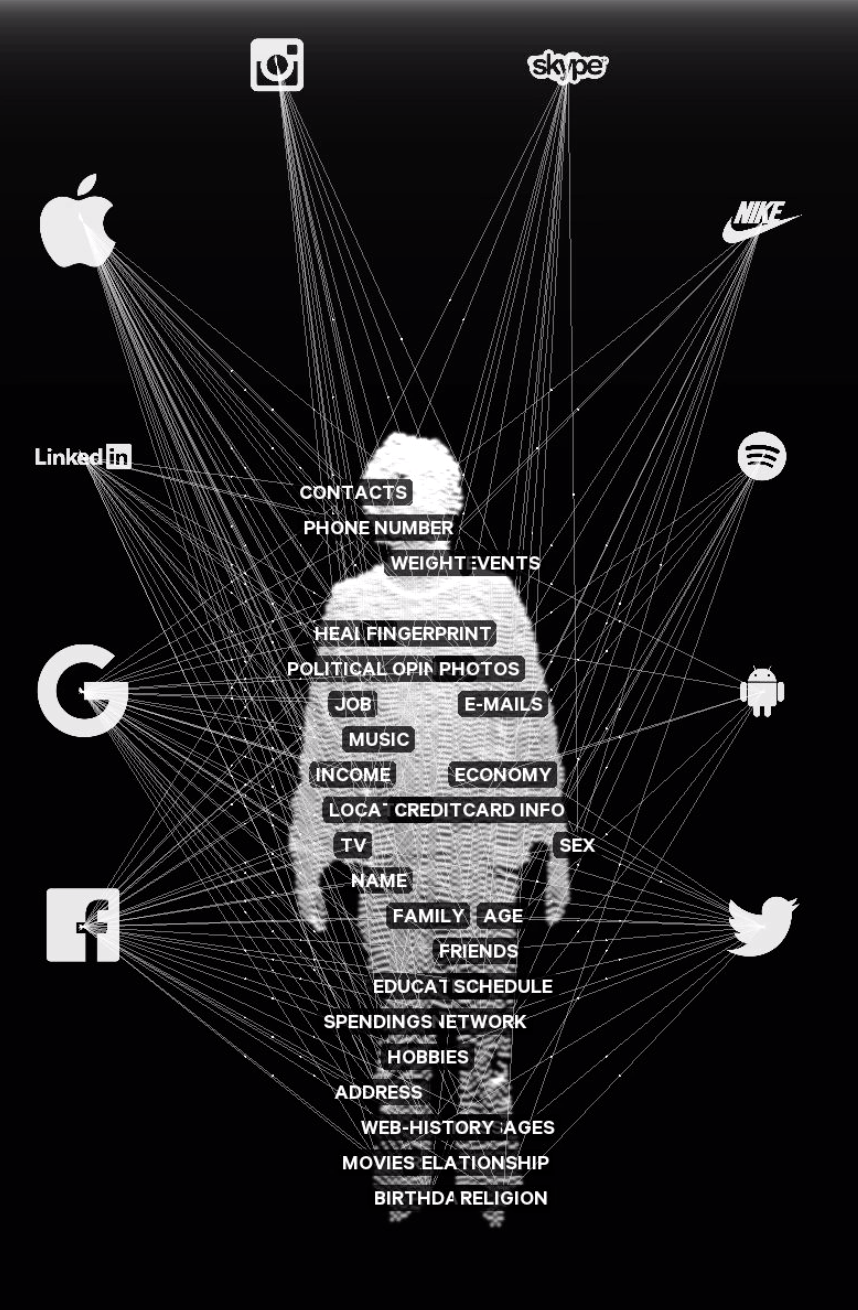 skype
NIKE
Linked in
CONTACTS
PHONE NUMBER
WEIGHT EVENTS
HEAL FINGERPRINT
POLITICAL OPIN PHOTOS
JOB E-MAILS
MUSIC
INCOME ECONOMY
LOCAT CREDITCARD INFO
TV SEX
NAME
FAMILY AGE
FRIENDS
EDUCAT SCHEDULE
SPENDINGS NETWORK
HOBBIES
ADDRESS
WEB-HISTORY AGES
MOVIES ELATIONSHIP
BIRTHDA RELIGION